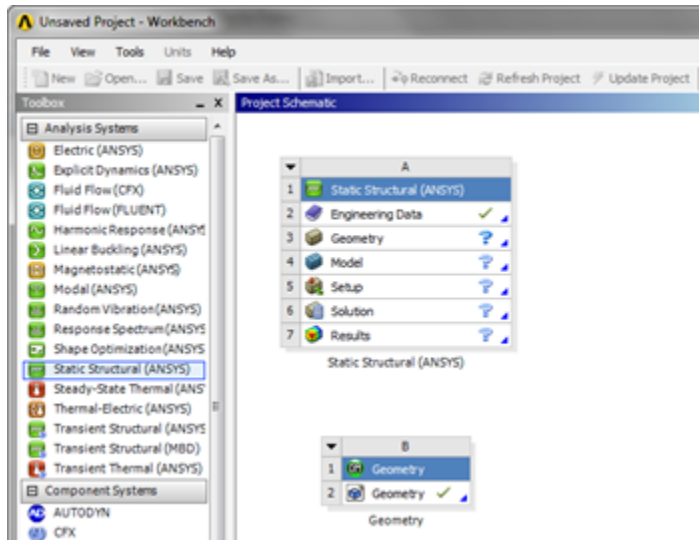 Unsaved Project - Workbench
File View Tools Units Help
New Open... Save Save As... Import... Reconnect Refresh Project Update Project
Toolbox
Project Schematic
Analysis Systems
Electric (ANSYS)
Explicit Dynamics (ANSYS)
Fluid Flow (CFX)
Fluid Flow (FLUENT)
Harmonic Response (ANSYS
Linear Buckling (ANSYS)
Magnetostatic (ANSYS)
Modal (ANSYS)
Random Vibration (ANSYS)
Response Spectrum (ANSYS
Shape Optimization (ANSYS
Static Structural (ANSYS)
Steady-State Thermal (ANS
Thermal-Electric (ANSYS)
Transient Structural (ANSYS
Transient Structural (MBD)
Transient Thermal (ANSYS)
Component Systems
AUTODYN
CFX
A
1 Static Structural (ANSYS)
2 Engineering Data
3 Geometry ?
4 Model ?
5 Setup ?
6 Solution ?
7 Results ?
Static Structural (ANSYS)
B
1 Geometry
2 Geometry
Geometry